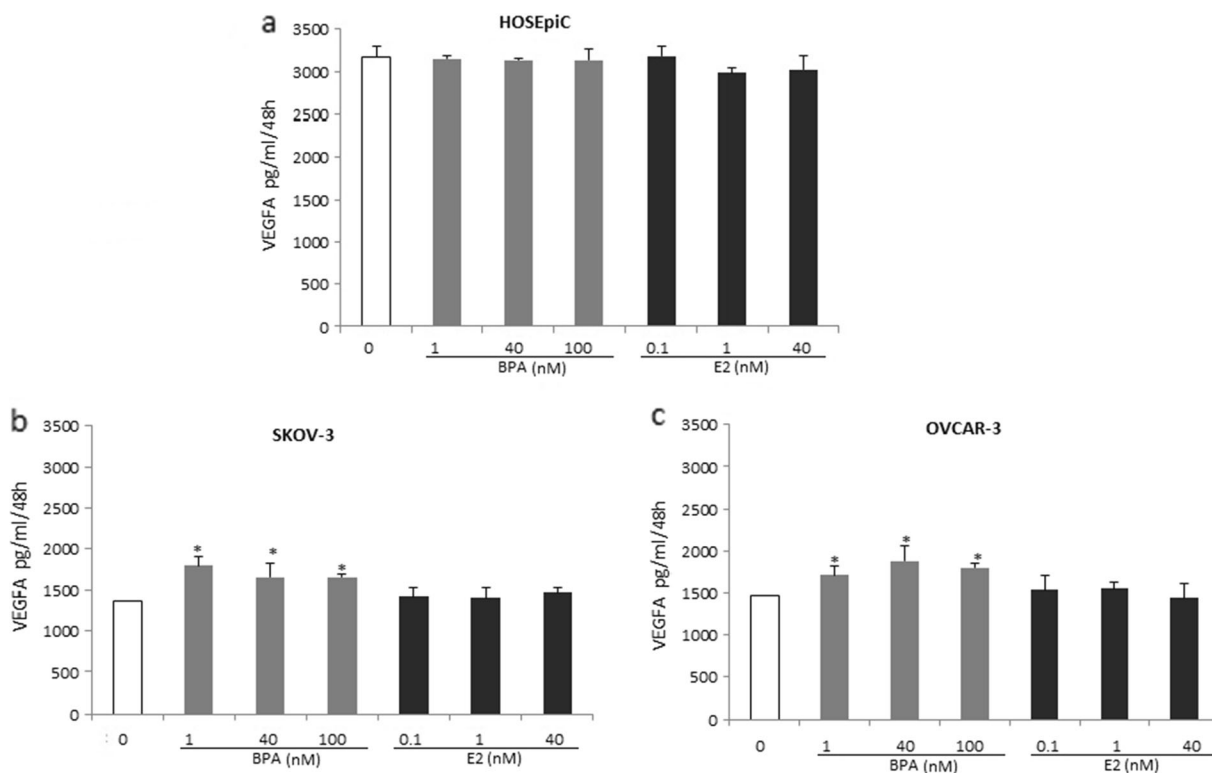 a
HOSEpiC
VEGFA pg/ml/48h
3500
3000
2500
2000
1500
1000
500
0
0 1 40 100 0.1 1 40
BPA (nM) E2 (nM)
b
SKOV-3
VEGFA pg/ml/48h
3500
3000
2500
2000
1500
1000
500
0
* * *
0 1 40 100 0.1 1 40
BPA (nM) E2 (nM)
c
OVCAR-3
VEGFA pg/ml/48h
3500
3000
2500
2000
1500
1000
500
0
* * *
0 1 40 100 0.1 1 40
BPA (nM) E2 (nM)